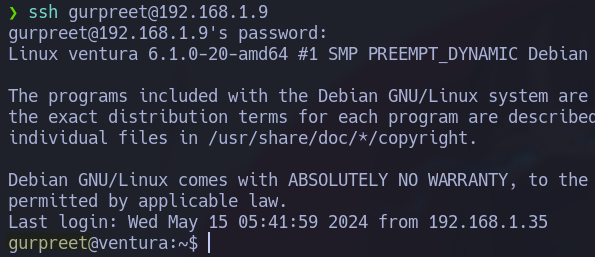 ❯ ssh gurpreet@192.168.1.9
gurpreet@192.168.1.9's password:
Linux ventura 6.1.0-20-amd64 #1 SMP PREEMPT_DYNAMIC Debian
The programs included with the Debian GNU/Linux system are
the exact distribution terms for each program are described
individual files in /usr/share/doc/*/copyright.
Debian GNU/Linux comes with ABSOLUTELY NO WARRANTY, to the
permitted by applicable law.
Last login: Wed May 15 05:41:59 2024 from 192.168.1.35
gurpreet@ventura:~$